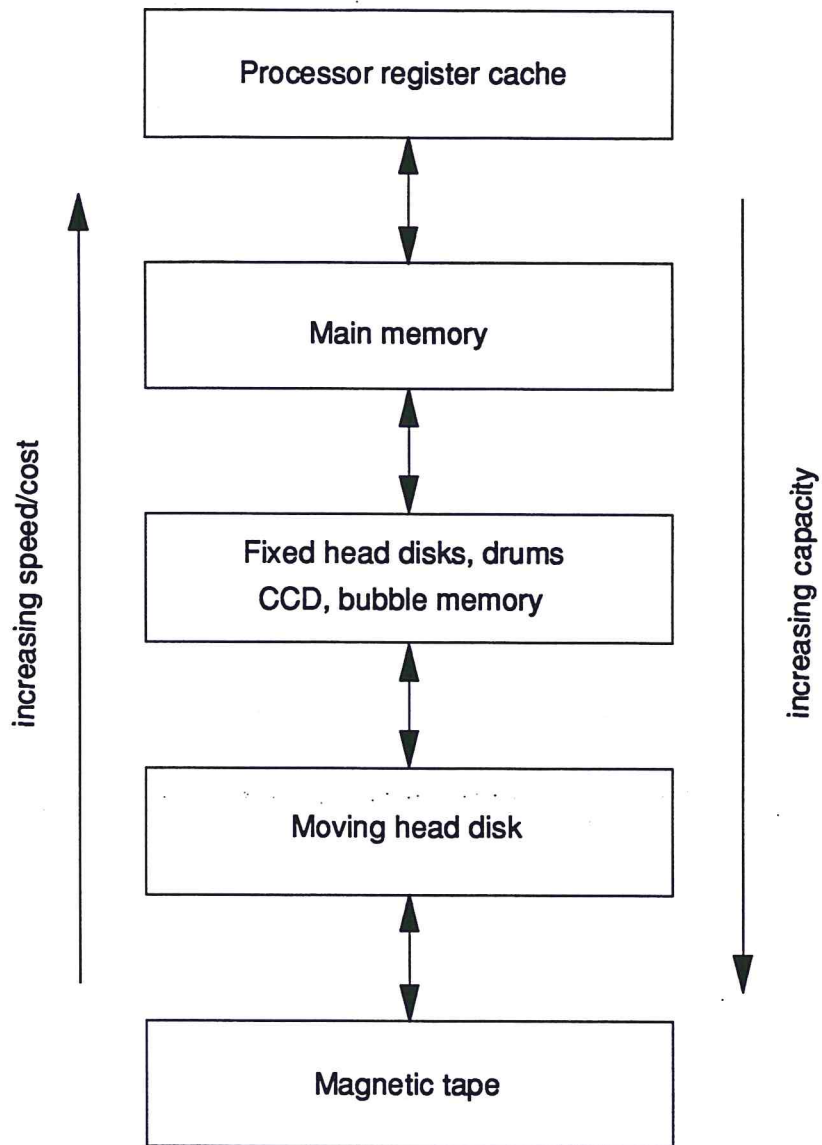 Processor register cache
Main memory
increasing speed/cost
Fixed head disks, drums
CCD, bubble memory
increasing capacity
Moving head disk
Magnetic tape